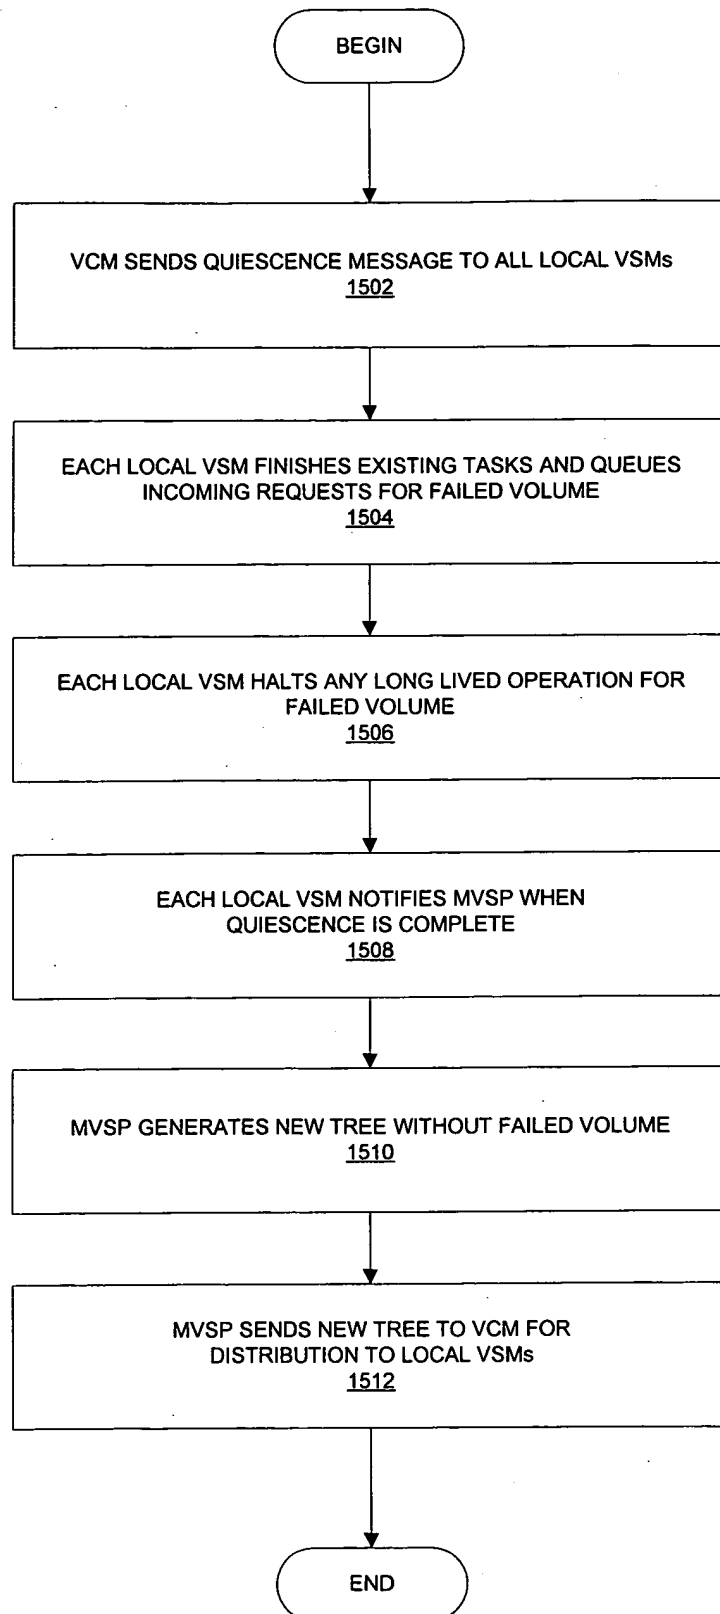 BEGIN
VCM SENDS QUIESCENCE MESSAGE TO ALL LOCAL VSMs
1502
EACH LOCAL VSM FINISHES EXISTING TASKS AND QUEUES
INCOMING REQUESTS FOR FAILED VOLUME
1504
EACH LOCAL VSM HALTS ANY LONG LIVED OPERATION FOR
FAILED VOLUME
1506
EACH LOCAL VSM NOTIFIES MVSP WHEN
QUIESCENCE IS COMPLETE
1508
MVSP GENERATES NEW TREE WITHOUT FAILED VOLUME
1510
MVSP SENDS NEW TREE TO VCM FOR
DISTRIBUTION TO LOCAL VSMs
1512
END